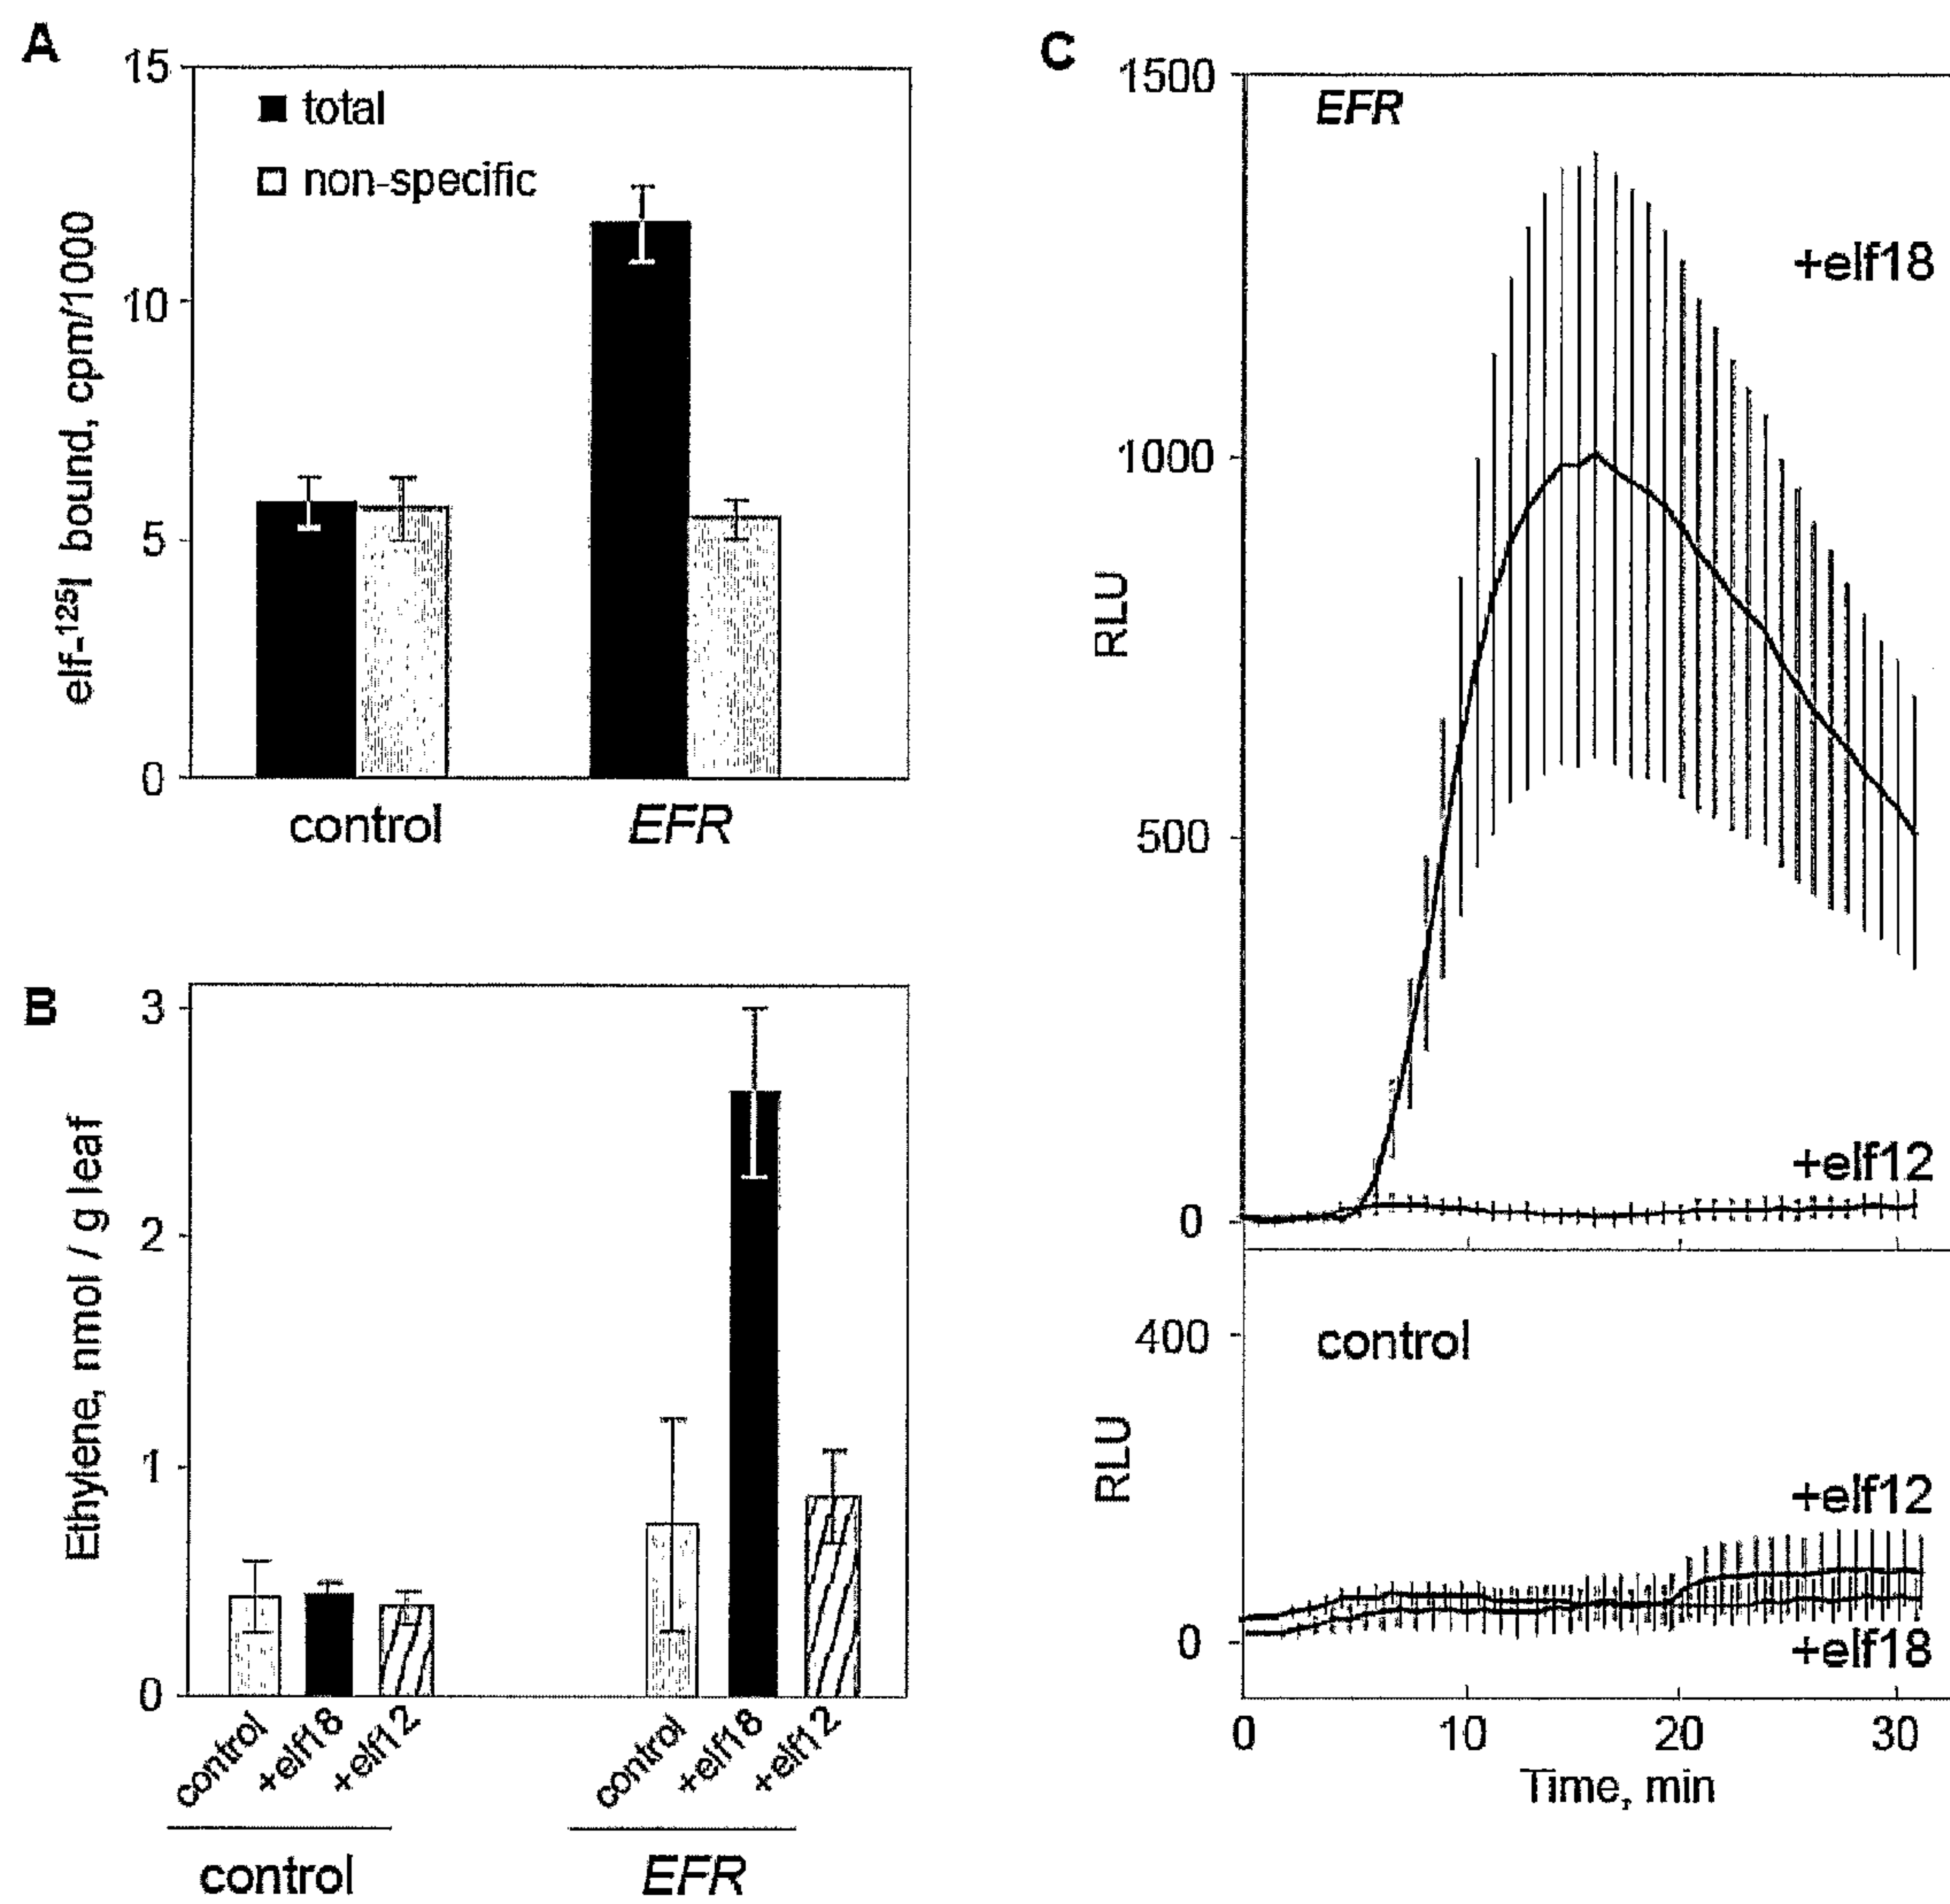 A
15
total
non-specific
10
5
0
elf-¹²⁵I bound, cpm/1000
control
EFR
B
3
2
1
0
Ethylene, nmol / g leaf
control
+elf18
+elf12
control
+elf18
+elf12
control
EFR
C
1500
EFR
+elf18
1000
RLU
500
+elf12
0
400
control
RLU
+elf12
0
+elf18
0
10
20
30
Time, min